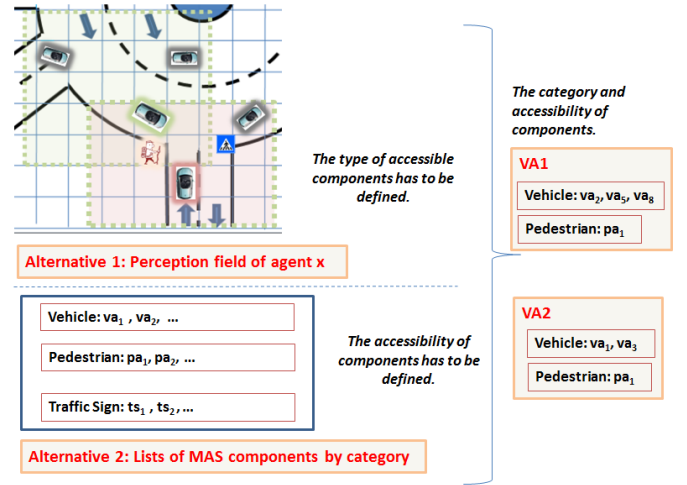 The type of accessible
components has to be
defined.
Alternative 1: Perception field of agent x
Vehicle: va₁ , va₂, ...
Pedestrian: pa₁, pa₂, ...
Traffic Sign: ts₁ , ts₂, ...
The accessibility of
components has to be
defined.
Alternative 2: Lists of MAS components by category
The category and
accessibility of
components.
VA1
Vehicle: va₂, va₅, va₈
Pedestrian: pa₁
VA2
Vehicle: va₁, va₃
Pedestrian: pa₁